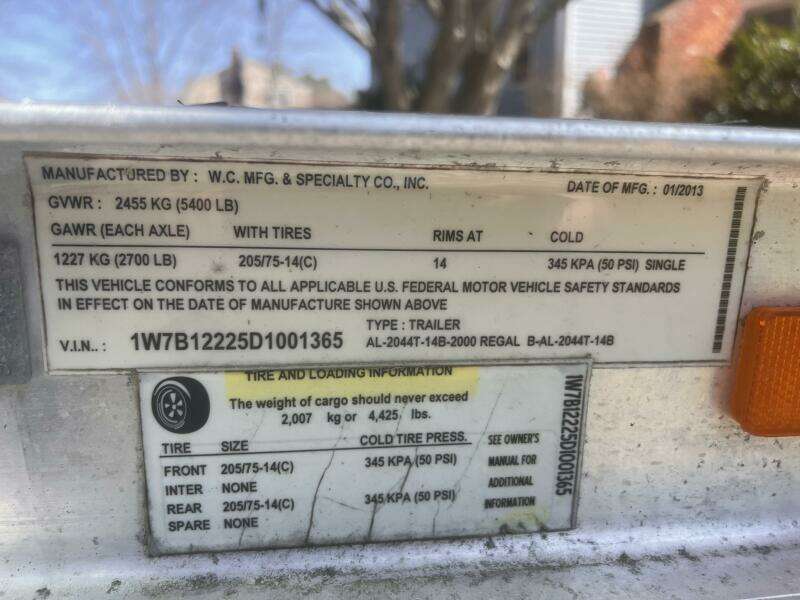 MANUFACTURED BY : W.C. MFG. & SPECIALTY CO., INC. DATE OF MFG. : 01/2013
GVWR : 2455 KG (5400 LB)
GAWR (EACH AXLE) WITH TIRES RIMS AT COLD
1227 KG (2700 LB) 205/75-14(C) 14 345 KPA (50 PSI) SINGLE
THIS VEHICLE CONFORMS TO ALL APPLICABLE U.S. FEDERAL MOTOR VEHICLE SAFETY STANDARDS
IN EFFECT ON THE DATE OF MANUFACTURE SHOWN ABOVE
TYPE : TRAILER
V.I.N.. : 1W7B12225D1001365 AL-2044T-14B-2000 REGAL B-AL-2044T-14B
TIRE AND LOADING INFORMATION
The weight of cargo should never exceed
2,007 kg or 4,425 lbs.
TIRE SIZE COLD TIRE PRESS. SEE OWNER'S
FRONT 205/75-14(C) 345 KPA (50 PSI) MANUAL FOR
INTER NONE ADDITIONAL
REAR 205/75-14(C) 345 KPA (50 PSI) INFORMATION
SPARE NONE
1W7B12225D1001365